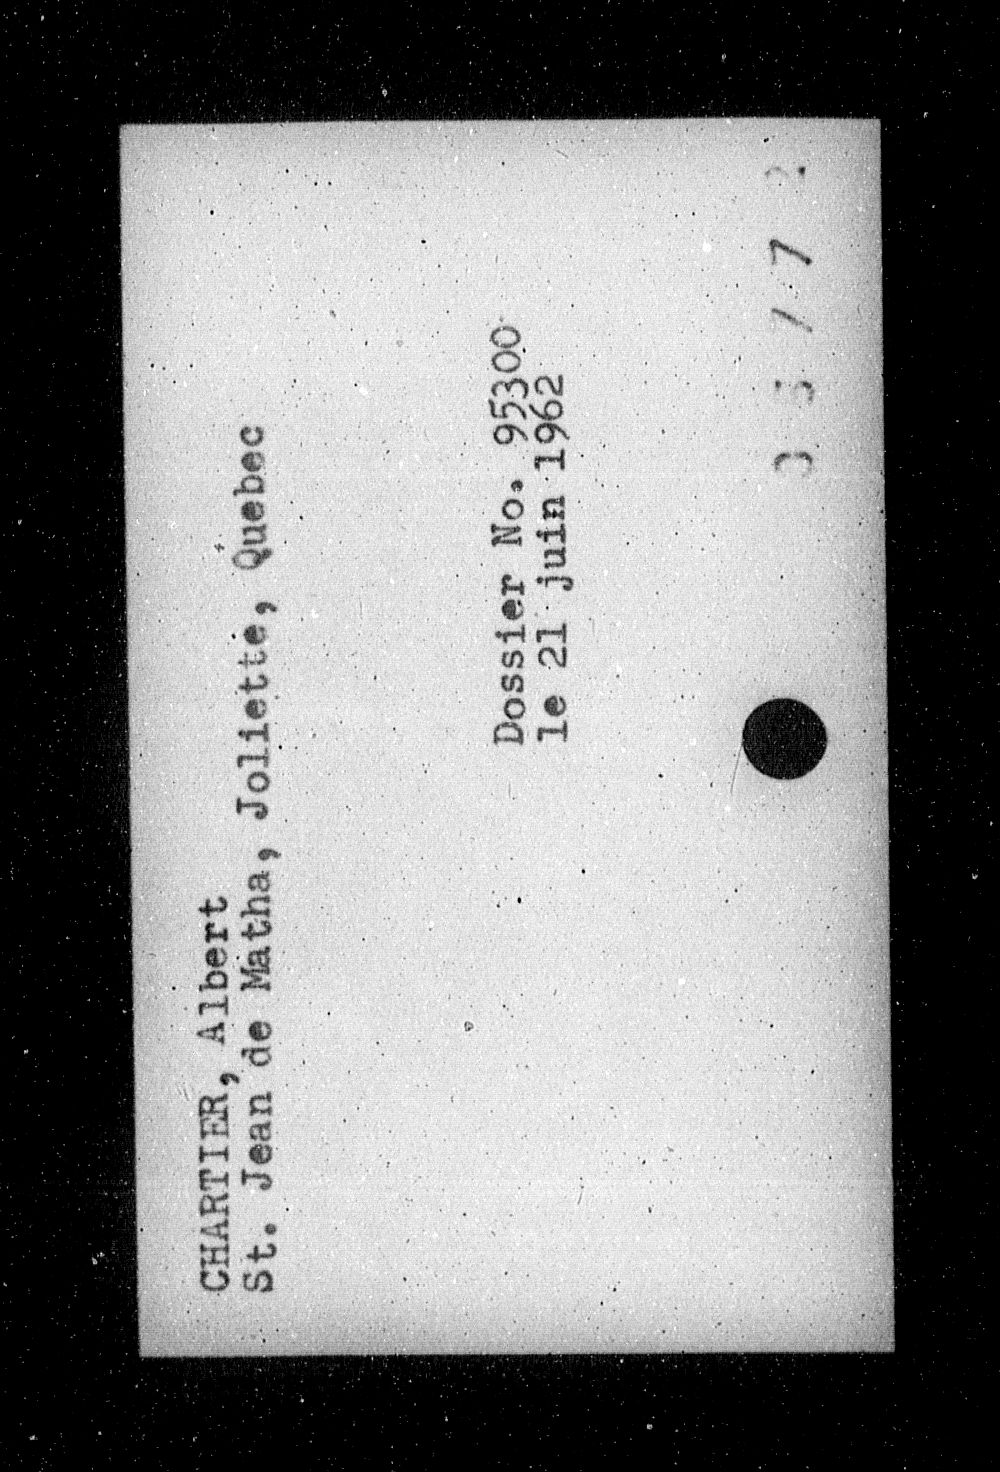 CHARTIER, Albert
St. Jean de Matha, Joliette, Quebec
Dossier No. 95300
le 21 juin 1962